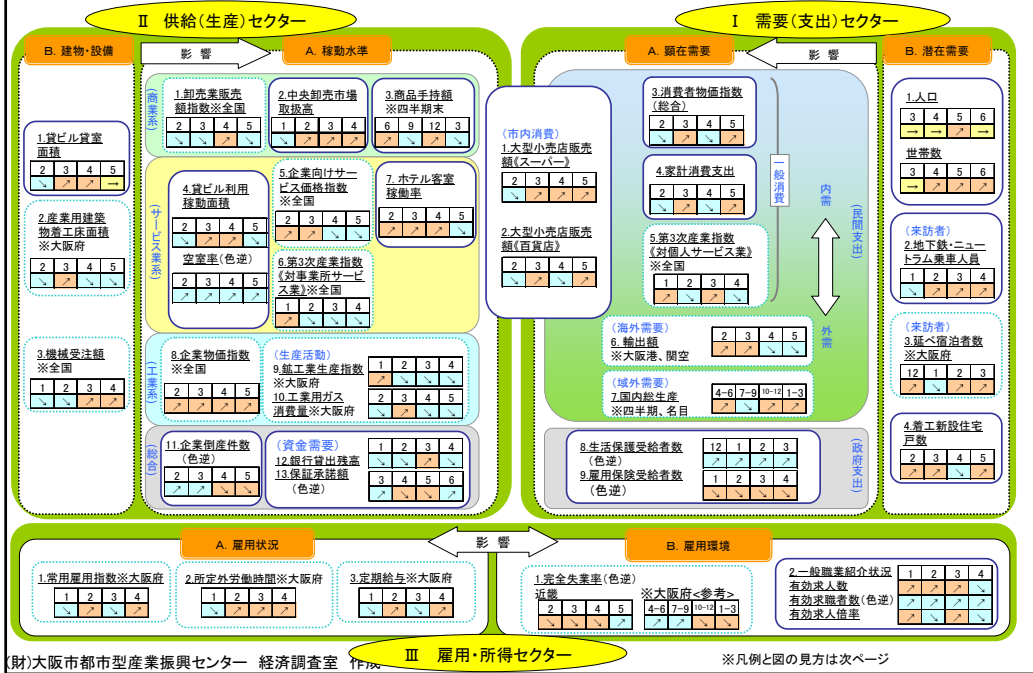 Ⅱ 供給（生産）セクター
Ⅰ 需要（支出）セクター
B. 建物・設備
影 響
A. 稼動水準
A. 顕在需要
影 響
B. 潜在需要
1.貸ビル貸室
面積
2 3 4 5
↘ ↗ ↗ →
2.産業用建築
物着工床面積
※大阪府
2 3 4 5
↘ ↗ ↘ ↘
3.機械受注額
※全国
1 2 3 4
↘ ↘ ↗ ↗
(商業系)
1.卸売業販売
額指数※全国
2 3 4 5
↘ ↘ ↗ ↘
2.中央卸売市場
取扱高
1 2 3 4
↘ ↗ ↗ ↗
3.商品手持額
※四半期末
6 9 12 3
↗ ↘ ↗ ↘
(サービス業系)
4.貸ビル利用
稼動面積
2 3 4 5
↘ ↗ ↗ ↘
空室率(色逆)
2 3 4 5
↗ ↗ ↗ ↗
5.企業向けサー
ビス価格指数
※全国
2 3 4 5
↗ ↗ ↘ ↘
6.第3次産業指数
《対事業所サービ
ス業》※全国
1 2 3 4
↗ ↘ ↘ ↘
7. ホテル客室
稼働率
2 3 4 5
↗ ↗ ↗ ↘
(工業系)
8.企業物価指数
※全国
2 3 4 5
↗ ↗ ↗ ↗
(生産活動)
9.鉱工業生産指数
※大阪府
1 2 3 4
↗ ↘ ↘ ↘
10.工業用ガス
消費量※大阪府
2 3 4 5
↘ ↗ ↘ ↘
(総合)
11.企業倒産件数
(色逆)
2 3 4 5
↗ ↗ ↘ ↘
(資金需要)
12.銀行貸出残高
1 2 3 4
↘ ↘ ↗ ↘
13.保証承諾額
(色逆)
3 4 5 6
↗ ↘ ↘ ↗
(市内消費)
1.大型小売店販売
額《スーパー》
2 3 4 5
↘ ↗ ↗ ↗
2.大型小売店販売
額《百貨店》
2 3 4 5
↘ ↗ ↘ ↘
3.消費者物価指数
(総合)
2 3 4 5
↘ ↗ ↘ ↗
4.家計消費支出
2 3 4 5
↗ ↘ ↗ ↘
5.第3次産業指数
《対個人サービス業》
※全国
1 2 3 4
↗ ↘ ↗ ↘
一般消費
内需
外需
(民間支出)
(海外需要)
6. 輸出額
※大阪港、関空
2 3 4 5
↗ ↗ ↘ ↘
(域外需要)
7.国内総生産
※四半期、名目
4-6 7-9 10-12 1-3
↗ ↘ ↗ ↗
8.生活保護受給者数
(色逆)
12 1 2 3
↗ ↗ ↗ ↗
9.雇用保険受給者数
(色逆)
1 2 3 4
↘ ↘ ↘ ↘
(政府支出)
1.人口
3 4 5 6
→ → ↗ →
世帯数
3 4 5 6
→ ↗ ↗ ↗
(来訪者)
2.地下鉄・ニュー
トラム乗車人員
1 2 3 4
↘ ↗ ↗ ↗
(来訪者)
3.延べ宿泊者数
※大阪府
12 1 2 3
↗ ↘ ↗ ↗
4.着工新設住宅
戸数
2 3 4 5
↗ ↗ ↘ ↗
A. 雇用状況
影 響
B. 雇用環境
1.常用雇用指数※大阪府
1 2 3 4
↘ ↗ ↘ ↗
2.所定外労働時間※大阪府
1 2 3 4
↘ ↗ ↗ ↗
3.定期給与※大阪府
1 2 3 4
↘ ↗ ↘ ↗
1.完全失業率(色逆)
近畿
2 3 4 5
↘ ↘ ↘ ↗
※大阪府<参考>
4-6 7-9 10-12 1-3
↗ ↗ ↘ ↘
2.一般職業紹介状況
有効求人数
有効求職者数(色逆)
有効求人倍率
1 2 3 4
↗ ↗ ↗ ↘
↗ ↗ ↗ ↗
↗ ↘ ↗ ↘
Ⅲ 雇用・所得セクター
(財)大阪市都市型産業振興センター 経済調査室 作成
※凡例と図の見方は次ページ